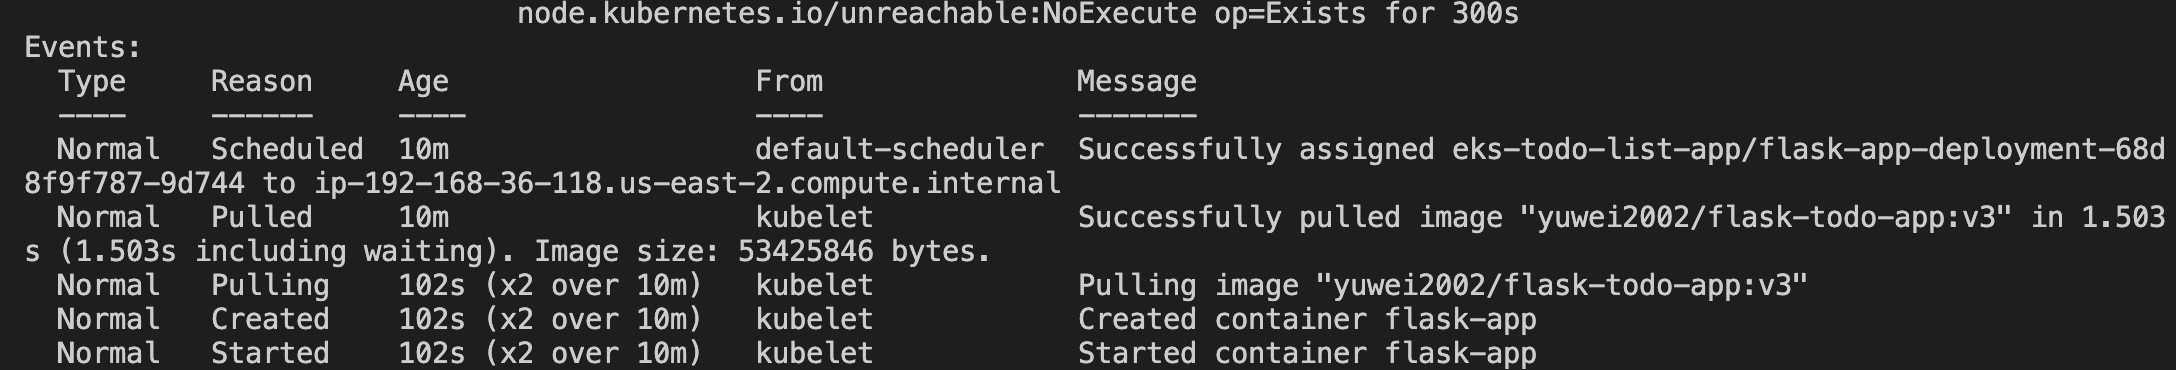 node.kubernetes.io/unreachable:NoExecute op=Exists for 300s
Events:
Type Reason Age From Message
---- ------ ---- ---- -------
Normal Scheduled 10m default-scheduler Successfully assigned eks-todo-list-app/flask-app-deployment-68d
8f9f787-9d744 to ip-192-168-36-118.us-east-2.compute.internal
Normal Pulled 10m kubelet Successfully pulled image "yuwei2002/flask-todo-app:v3" in 1.503
s (1.503s including waiting). Image size: 53425846 bytes.
Normal Pulling 102s (x2 over 10m) kubelet Pulling image "yuwei2002/flask-todo-app:v3"
Normal Created 102s (x2 over 10m) kubelet Created container flask-app
Normal Started 102s (x2 over 10m) kubelet Started container flask-app